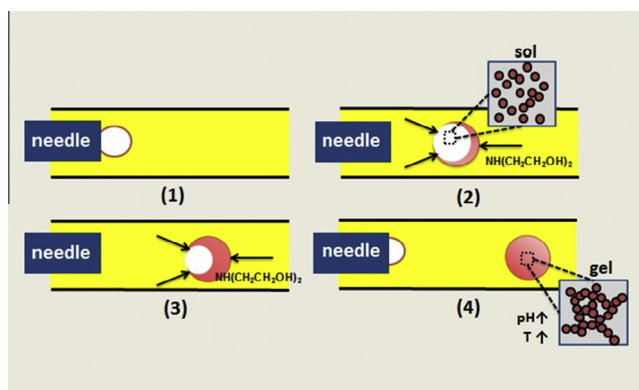 needle
(1)
sol
needle
NH(CH₂CH₂OH)₂
(2)
needle
NH(CH₂CH₂OH)₂
(3)
needle
gel
pH↑
T ↑
(4)